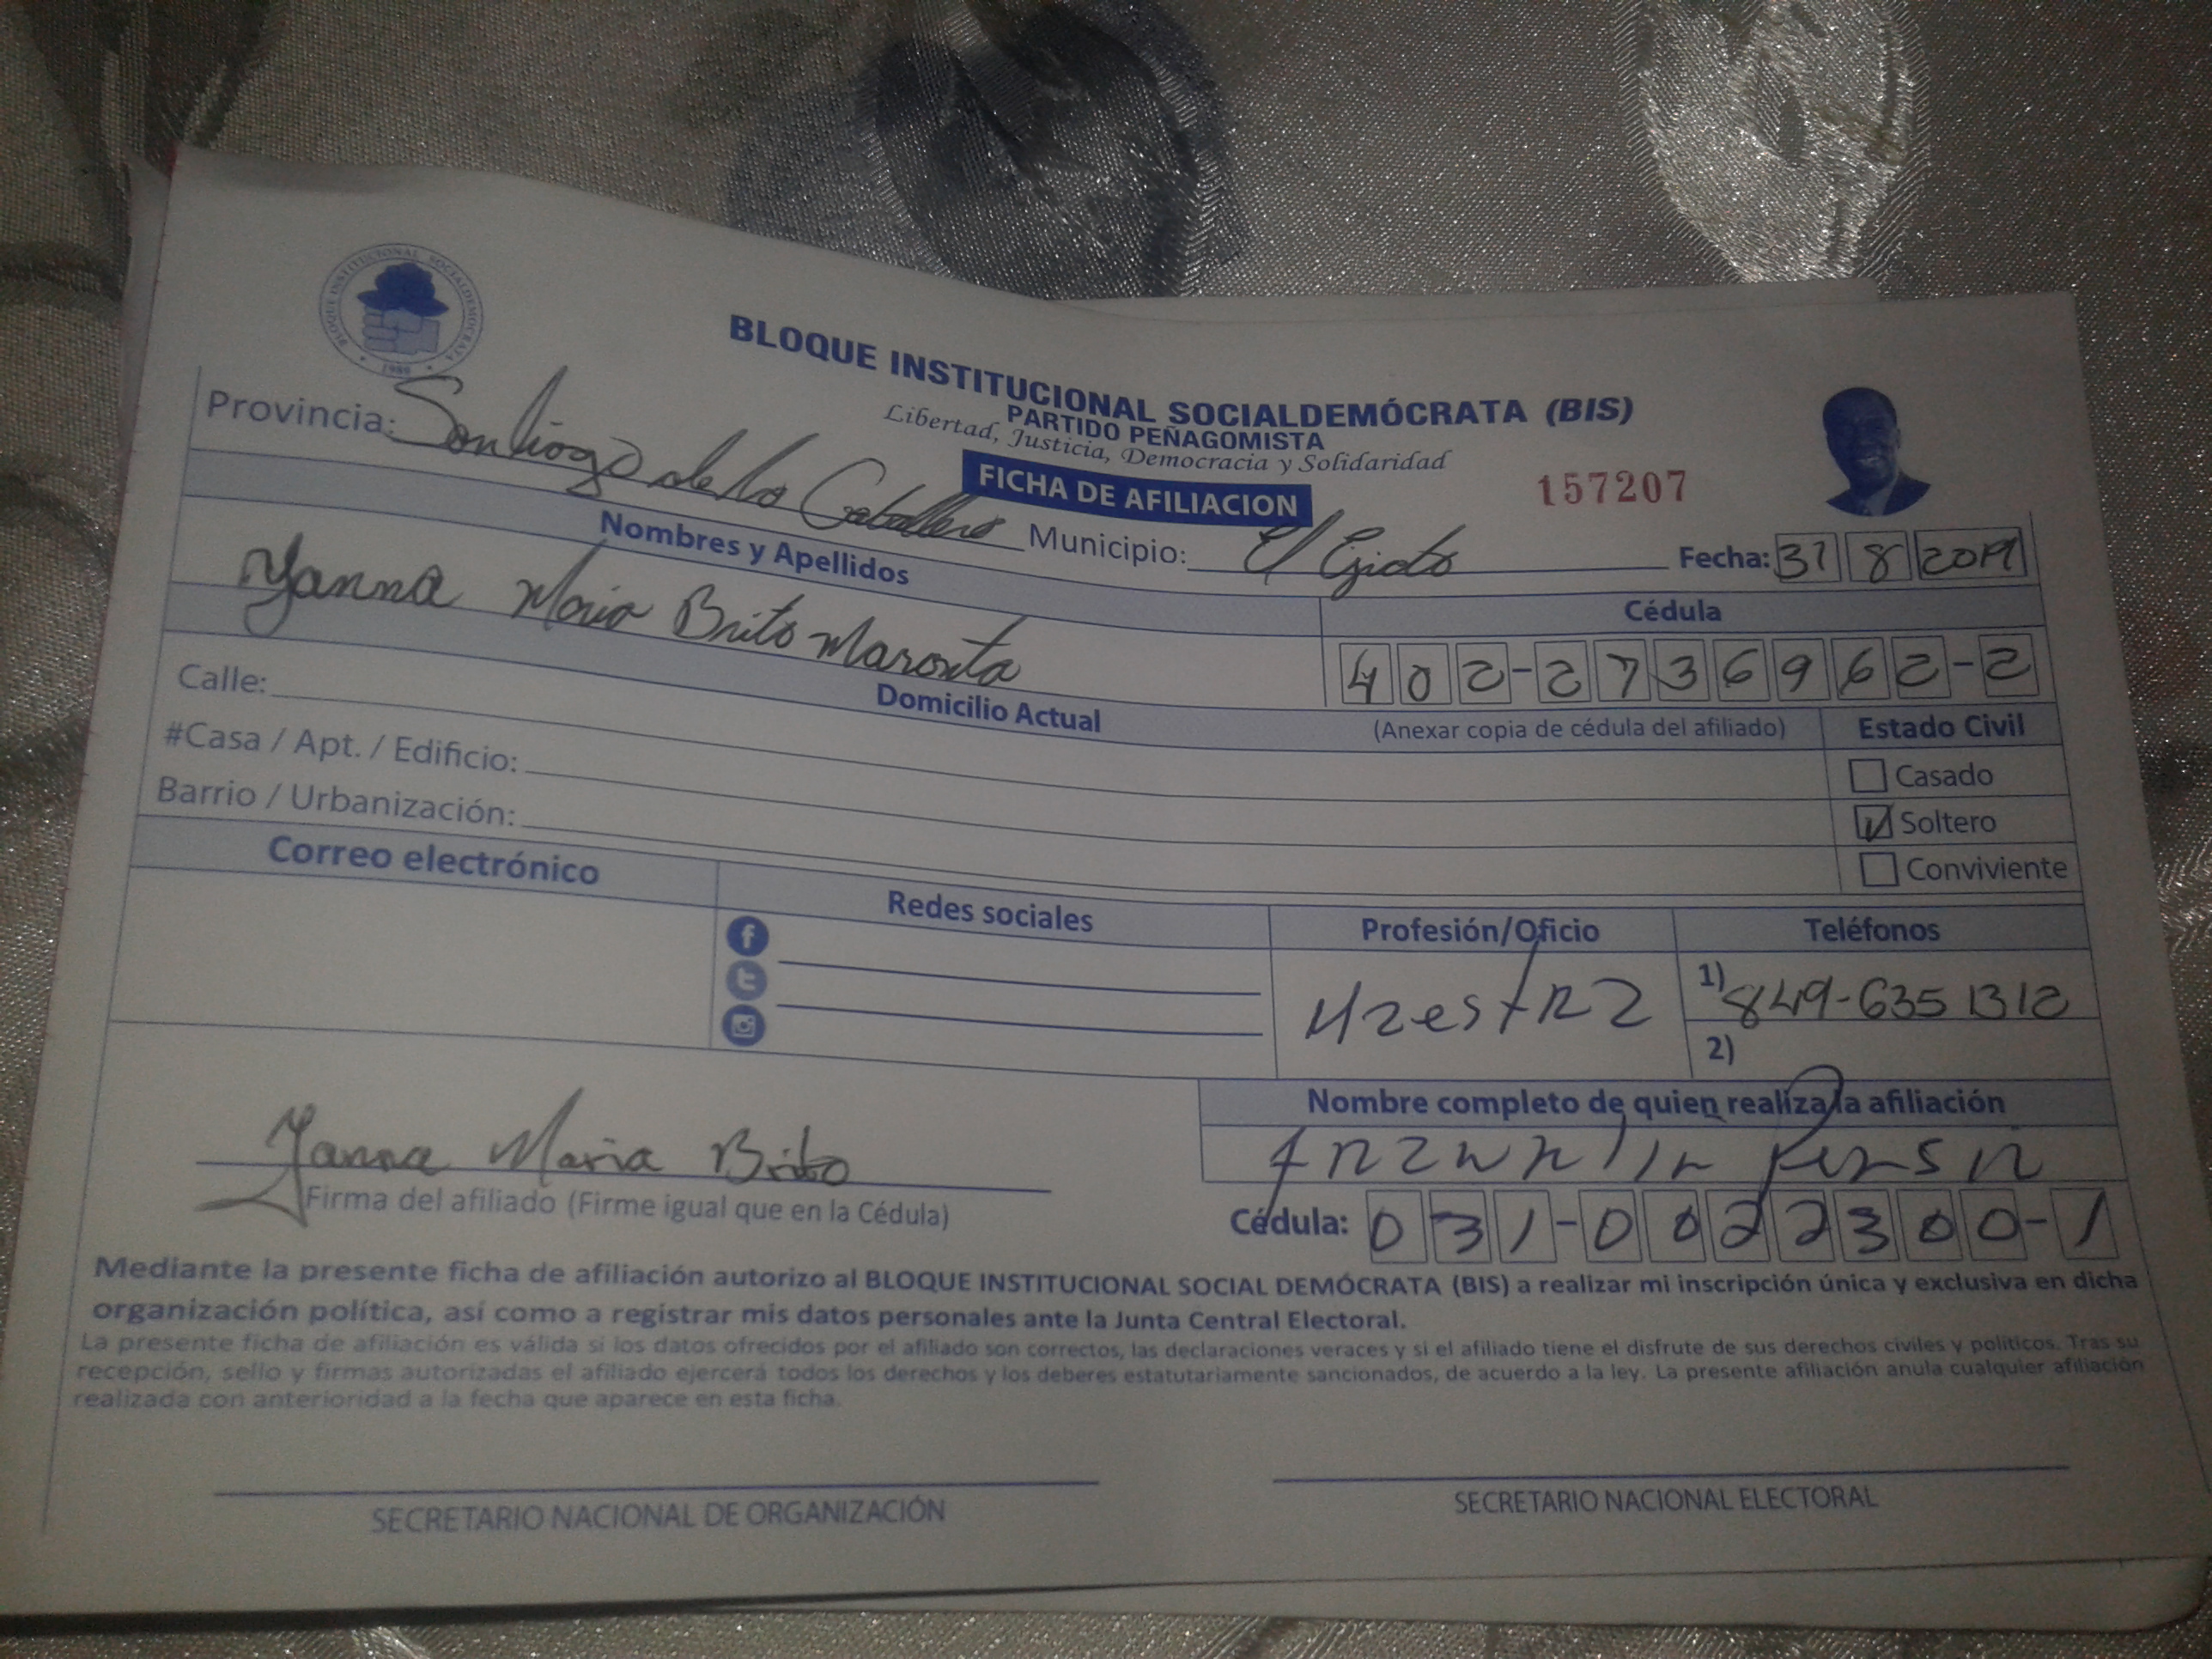 BLOQUE INSTITUCIONAL SOCIALDEMÓCRATA
1989
BLOQUE INSTITUCIONAL SOCIALDEMÓCRATA (BIS)
PARTIDO PEÑAGOMISTA
Libertad, Justicia, Democracia y Solidaridad
FICHA DE AFILIACION
157207
Provincia: Santiago de lo Caballero Municipio: El Fecha: 31 8 2019
Nombres y Apellidos Cédula
Yanna Maria Brito 402-2736962-2
Domicilio Actual (Anexar copia de cédula del afiliado) Estado Civil
Calle:
Casado
#Casa / Apt. / Edificio:
Soltero
Barrio / Urbanización:
Conviviente
Correo electrónico Redes sociales Profesión/Oficio Teléfonos
MaestRa 1) 849-635 1312
2)
Nombre completo de quien realiza la afiliación
Yanna Maria Brito
Firma del afiliado (Firme igual que en la Cédula) Cédula: 031-0022300-1
Mediante la presente ficha de afiliación autorizo al BLOQUE INSTITUCIONAL SOCIAL DEMÓCRATA (BIS) a realizar mi inscripción única y exclusiva en dicha
organización política, así como a registrar mis datos personales ante la Junta Central Electoral.
La presente ficha de afiliación es válida si los datos ofrecidos por el afiliado son correctos, las declaraciones veraces y si el afiliado tiene el disfrute de sus derechos civiles y politicos. Tras su
recepción, sello y firmas autorizadas el afiliado ejercerá todos los derechos y los deberes estatutariamente sancionados, de acuerdo a la ley. La presente afiliación anula cualquier afiliación
realizada con anterioridad a la fecha que aparece en esta ficha.
SECRETARIO NACIONAL DE ORGANIZACIÓN SECRETARIO NACIONAL ELECTORAL